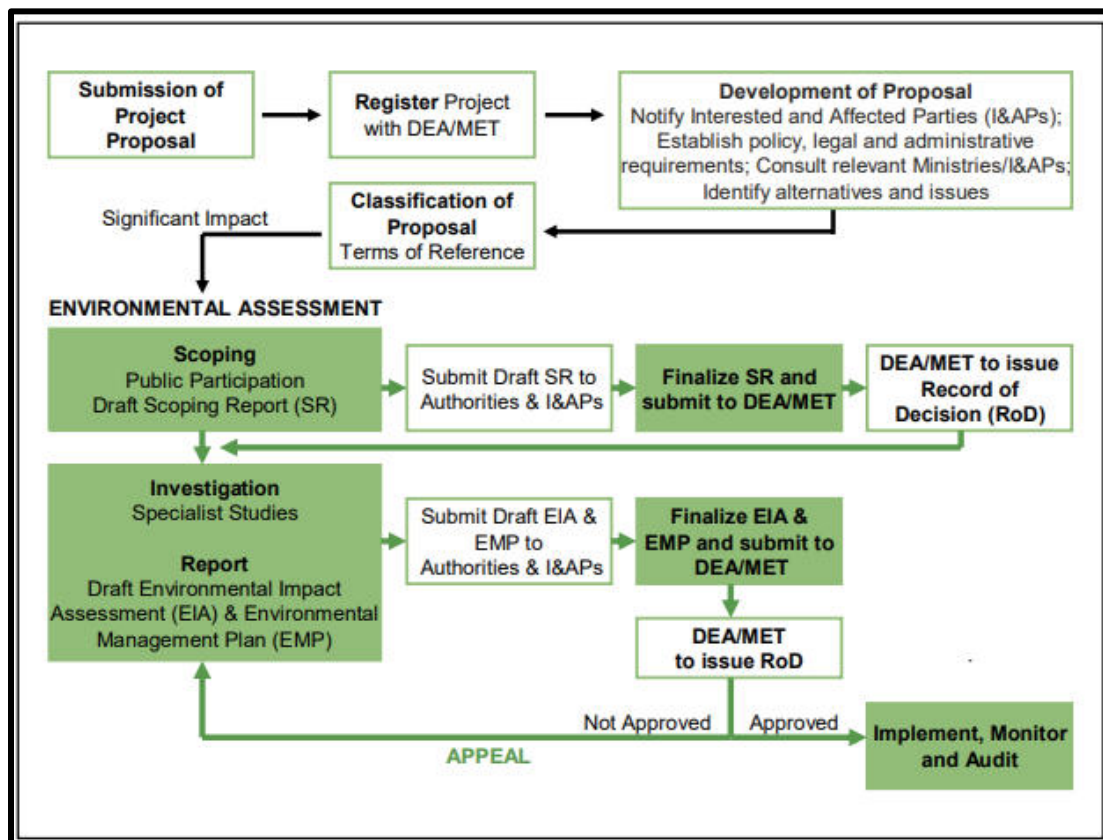 Submission of
Project
Proposal
Register Project
with DEA/MET
Development of Proposal
Notify Interested and Affected Parties (I&APs);
Establish policy, legal and administrative
requirements; Consult relevant Ministries/I&APs;
Identify alternatives and issues
Significant Impact
Classification of
Proposal
Terms of Reference
ENVIRONMENTAL ASSESSMENT
Scoping
Public Participation
Draft Scoping Report (SR)
Submit Draft SR to
Authorities & I&APs
Finalize SR and
submit to DEA/MET
DEA/MET to issue
Record of
Decision (RoD)
Investigation
Specialist Studies
Report
Draft Environmental Impact
Assessment (EIA) & Environmental
Management Plan (EMP)
Submit Draft EIA &
EMP to
Authorities & I&APs
Finalize EIA &
EMP and submit to
DEA/MET
DEA/MET
to issue RoD
Not Approved
Approved
APPEAL
Implement, Monitor
and Audit